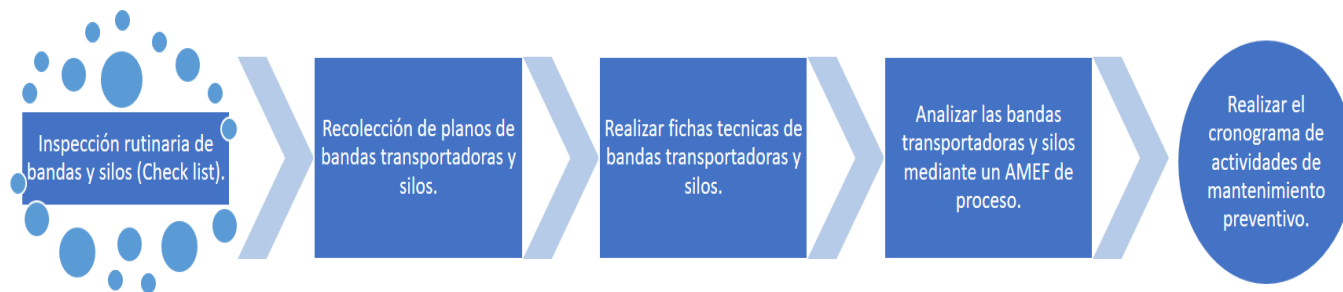 Inspección rutinaria de
bandas y silos (Check list).
Recolección de planos de
bandas transportadoras y
silos.
Realizar fichas tecnicas de
bandas transportadoras y
silos.
Analizar las bandas
transportadoras y silos
mediante un AMEF de
proceso.
Realizar el
cronograma de
actividades de
mantenimiento
preventivo.